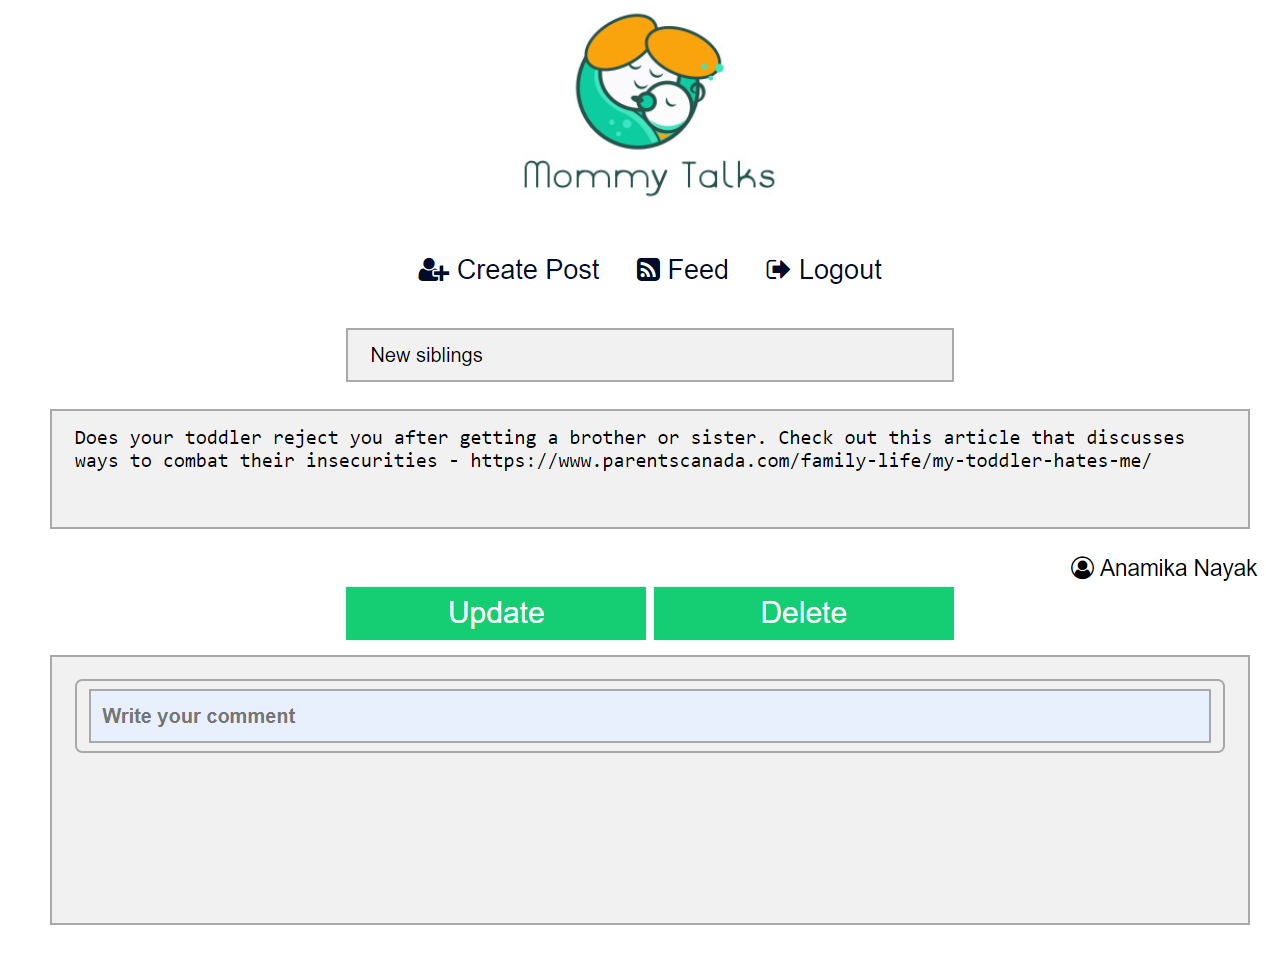 Mommy Talks
Create Post Feed Logout
New siblings
Does your toddler reject you after getting a brother or sister. Check out this article that discusses
ways to combat their insecurities - https://www.parentscanada.com/family-life/my-toddler-hates-me/
Anamika Nayak
Update Delete
Write your comment